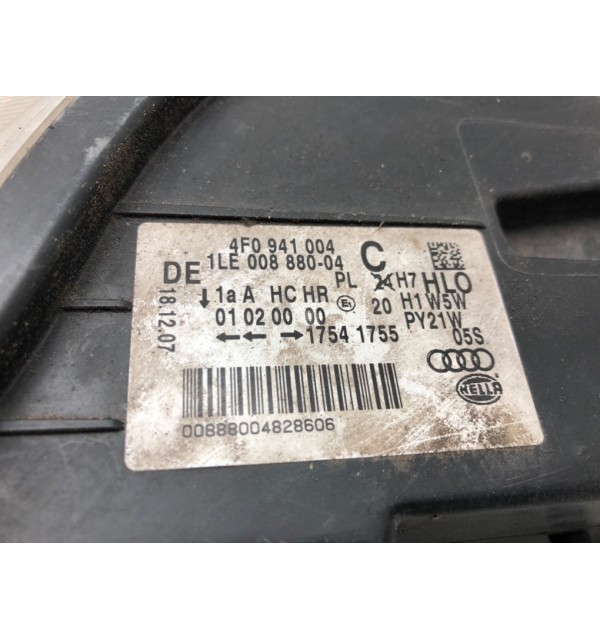 4F0 941 004 C
DE 1LE 008 880-04
PL 24 H7 HLO
18.12.07
↓ 1a A HC HR E1 20 H1 W5W
01 02 00 00 PY21W
←← → 1754 1755 05S
HELLA
00888004828606